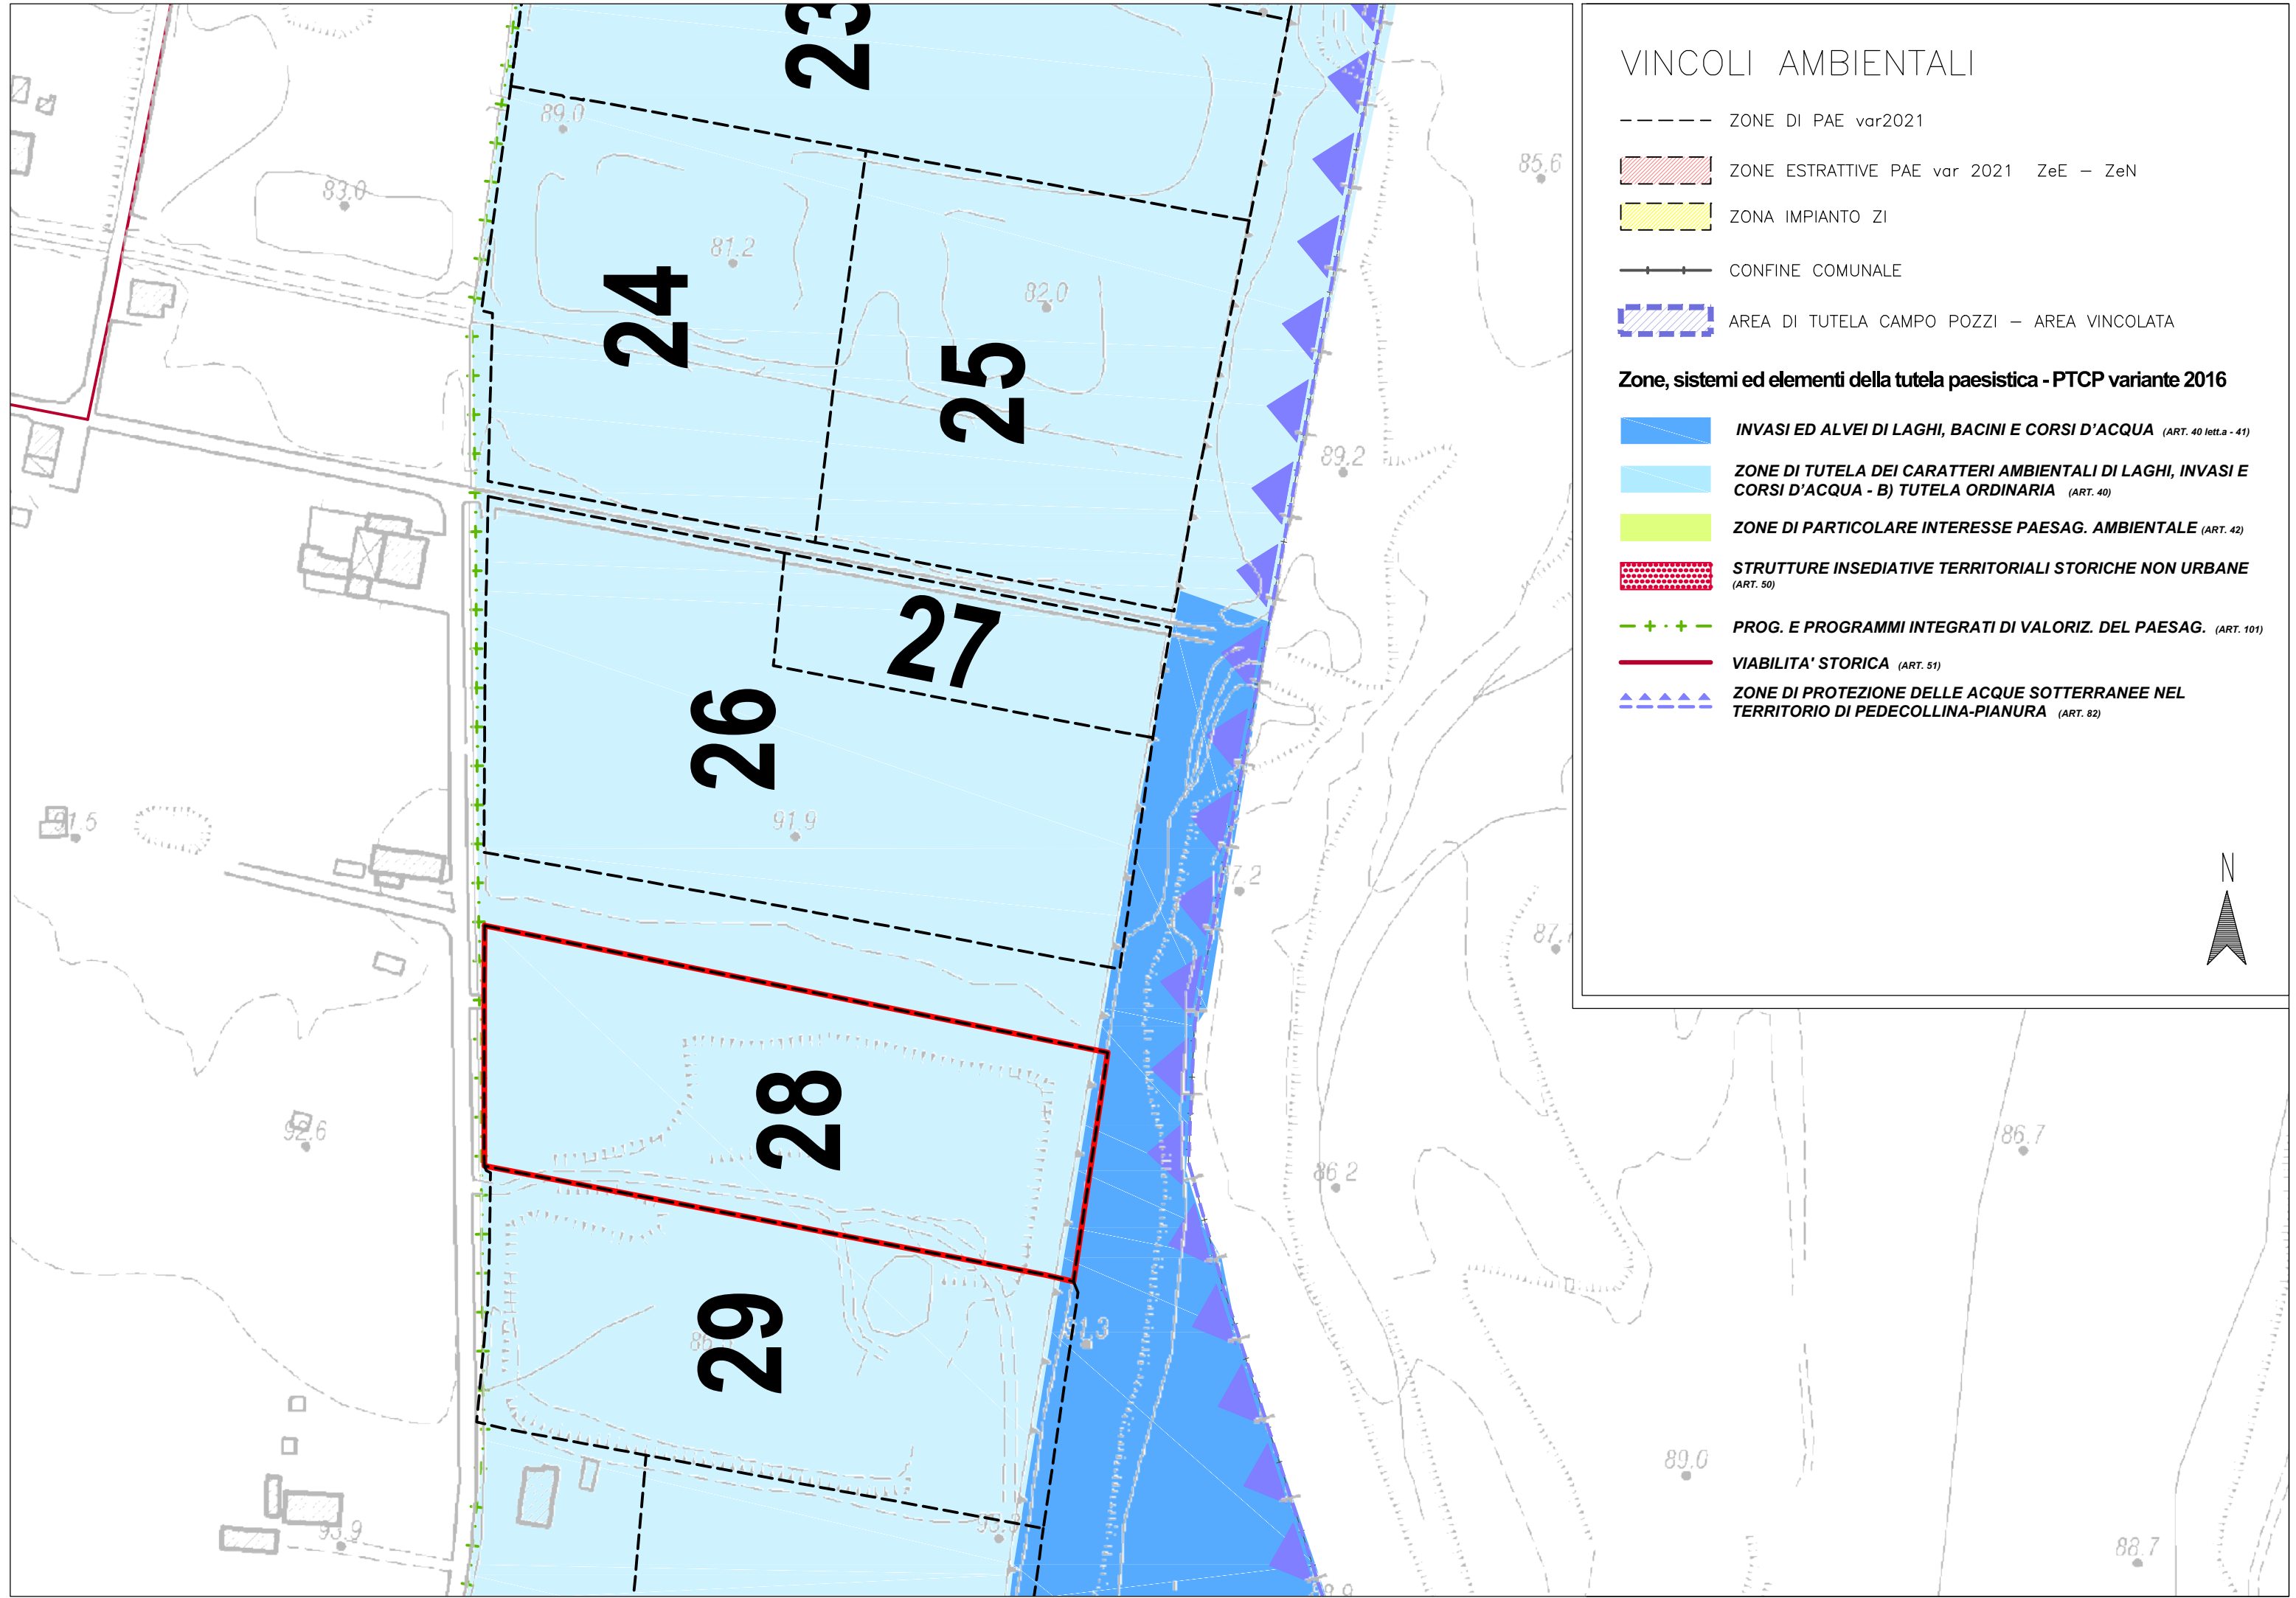 23
89.0
83.0
81.2
24
82.0
25
85.6
89.2
27
26
91.5
91.9
87.1
28
92.6
86.2
86.7
29
93.9
88.7
VINCOLI AMBIENTALI
ZONE DI PAE var2021
ZONE ESTRATTIVE PAE var 2021 ZeE – ZeN
ZONA IMPIANTO ZI
CONFINE COMUNALE
AREA DI TUTELA CAMPO POZZI – AREA VINCOLATA
Zone, sistemi ed elementi della tutela paesistica - PTCP variante 2016
INVASI ED ALVEI DI LAGHI, BACINI E CORSI D'ACQUA (ART. 40 lett.a - 41)
ZONE DI TUTELA DEI CARATTERI AMBIENTALI DI LAGHI, INVASI E
CORSI D'ACQUA - B) TUTELA ORDINARIA (ART. 40)
ZONE DI PARTICOLARE INTERESSE PAESAG. AMBIENTALE (ART. 42)
STRUTTURE INSEDIATIVE TERRITORIALI STORICHE NON URBANE
(ART. 50)
PROG. E PROGRAMMI INTEGRATI DI VALORIZ. DEL PAESAG. (ART. 101)
VIABILITA' STORICA (ART. 51)
ZONE DI PROTEZIONE DELLE ACQUE SOTTERRANEE NEL
TERRITORIO DI PEDECOLLINA-PIANURA (ART. 82)
N